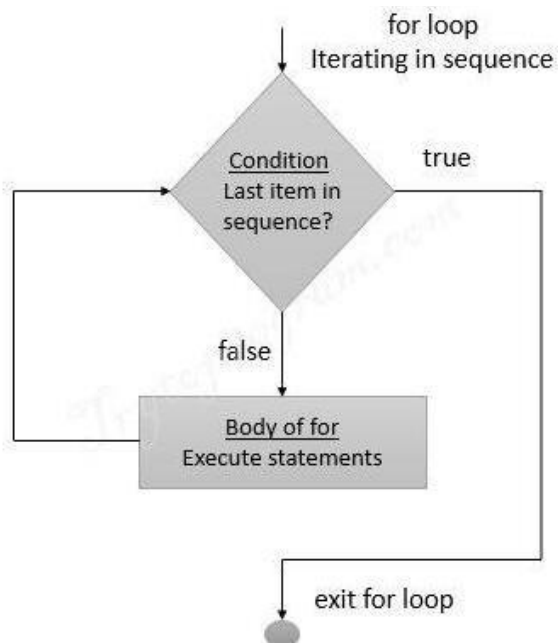 for loop
Iterating in sequence
Condition
Last item in
sequence?
true
false
Body of for
Execute statements
exit for loop